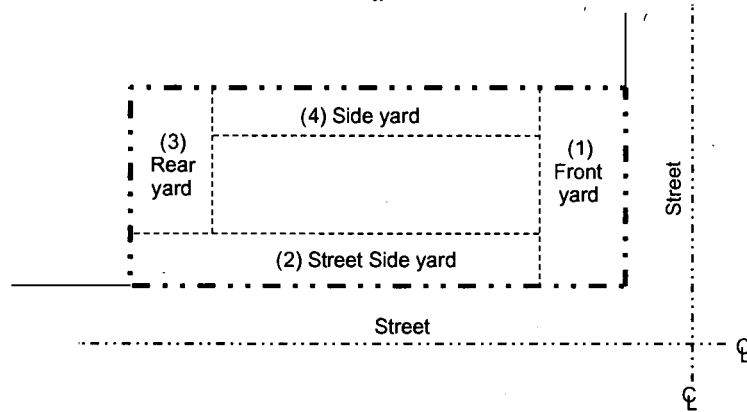 (4) Side yard
(3)
Rear
yard
(1)
Front
yard
Street
(2) Street Side yard
Street
℄
℄